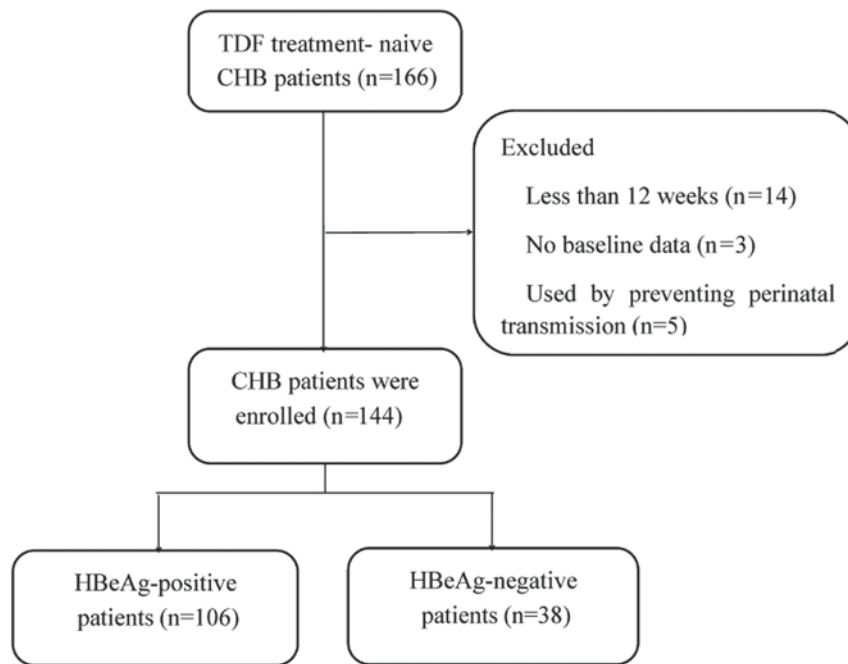 TDF treatment- naive
CHB patients (n=166)
Excluded
Less than 12 weeks (n=14)
No baseline data (n=3)
Used by preventing perinatal
transmission (n=5)
CHB patients were
enrolled (n=144)
HBeAg-positive
patients (n=106)
HBeAg-negative
patients (n=38)